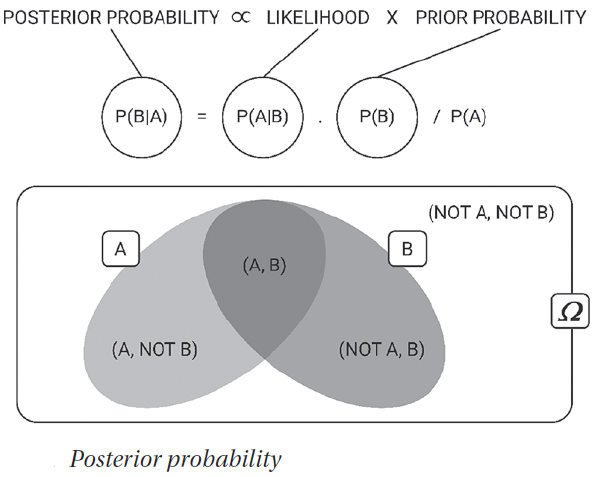 POSTERIOR PROBABILITY ∝ LIKELIHOOD X PRIOR PROBABILITY
P(B|A) = P(A|B) . P(B) / P(A)
(NOT A, NOT B)
A
B
(A, B)
Ω
(A, NOT B)
(NOT A, B)
Posterior probability